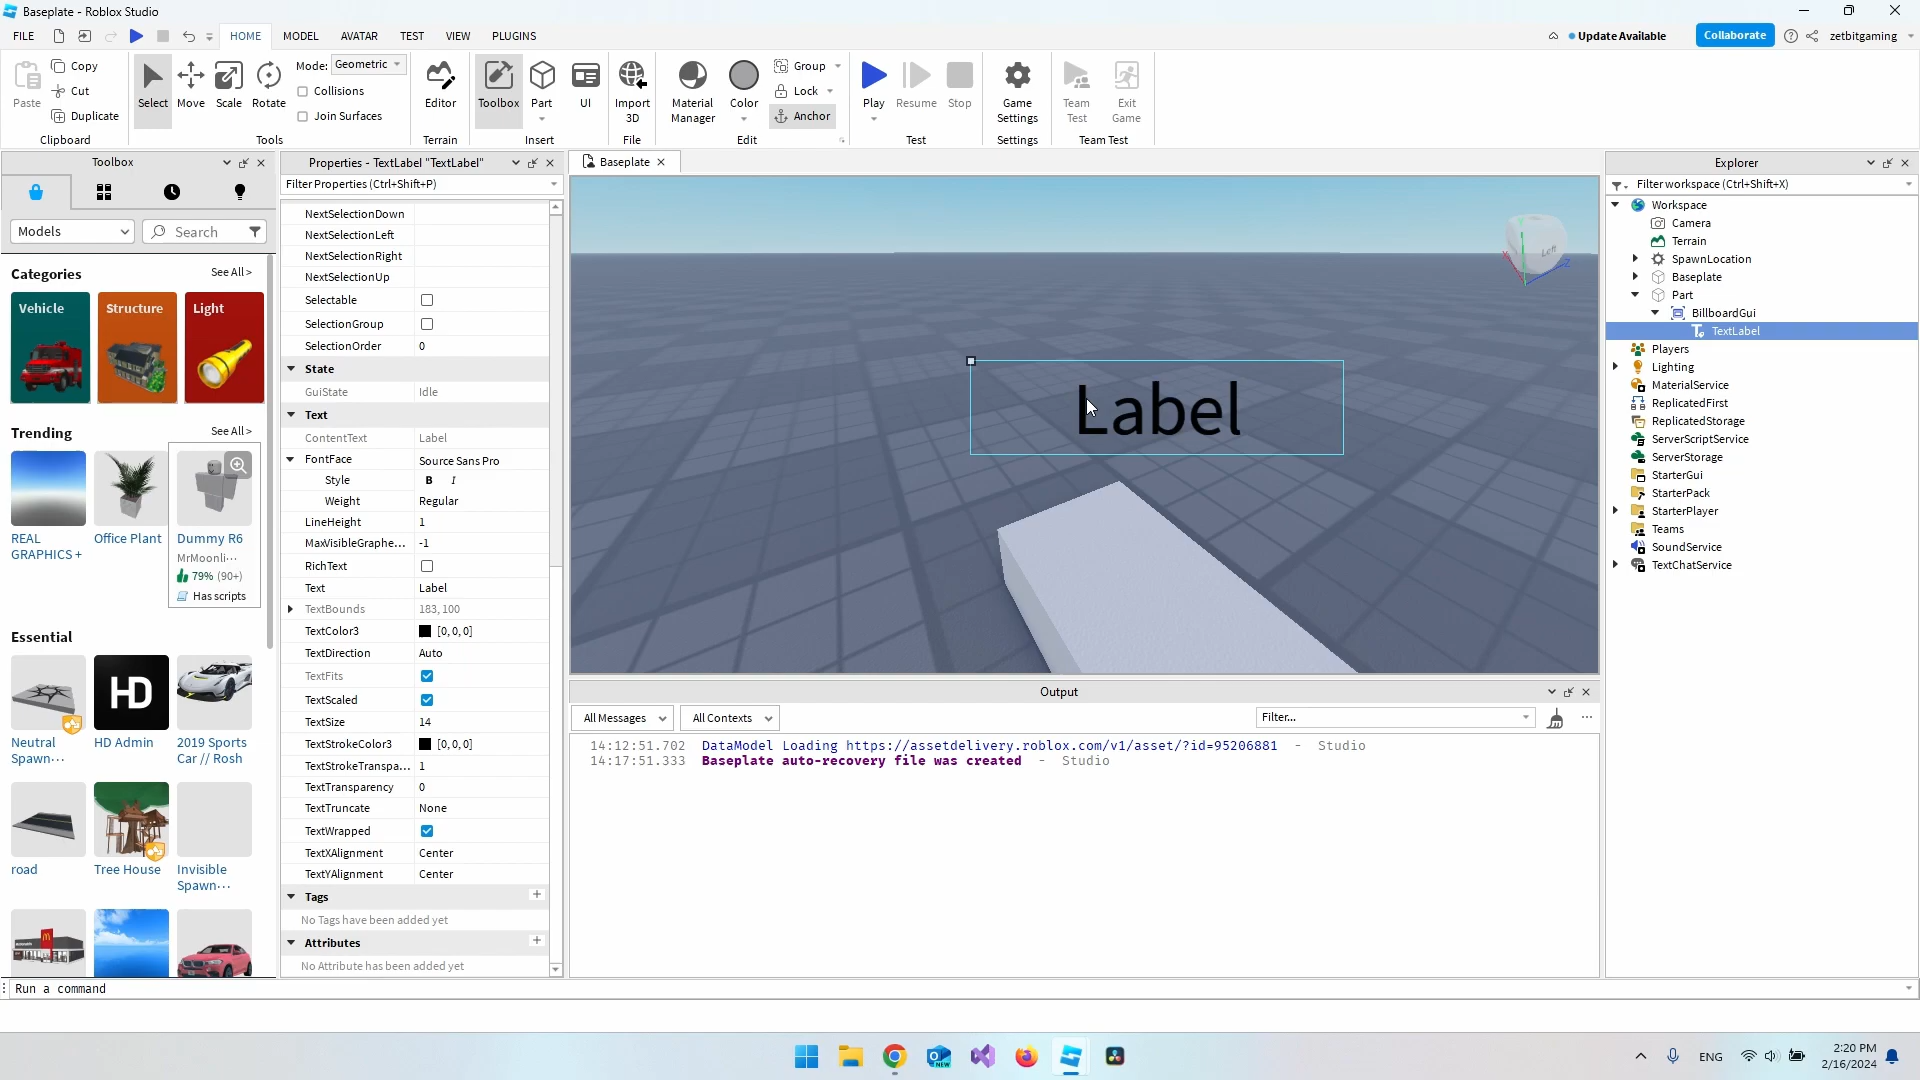 Baseplate - Roblox Studio
FILE HOME MODEL AVATAR TEST VIEW PLUGINS Update Available Collaborate zetbitgaming
Paste Copy Cut Duplicate Clipboard
Select Move Scale Rotate Mode: Geometric Collisions Join Surfaces Tools
Editor Terrain
Toolbox Part UI Insert
Import 3D File
Material Manager Color Group Lock Anchor Edit
Play Resume Stop Test
Game Settings Settings
Team Test Exit Game Team Test
Toolbox
Models Search
Categories See All >
Vehicle Structure Light
Trending See All >
REAL GRAPHICS +
Office Plant
Dummy R6
MrMoonli···
79% (90+)
Has scripts
Essential
HD
Neutral Spawn···
HD Admin
2019 Sports Car // Rosh
road
Tree House
Invisible Spawn···
Properties - TextLabel "TextLabel"
Filter Properties (Ctrl+Shift+P)
NextSelectionDown
NextSelectionLeft
NextSelectionRight
NextSelectionUp
Selectable
SelectionGroup
SelectionOrder 0
State
GuiState Idle
Text
ContentText Label
FontFace Source Sans Pro
Style B I
Weight Regular
LineHeight 1
MaxVisibleGraphe... -1
RichText
Text Label
TextBounds 183, 100
TextColor3 [0, 0, 0]
TextDirection Auto
TextFits
TextScaled
TextSize 14
TextStrokeColor3 [0, 0, 0]
TextStrokeTranspa... 1
TextTransparency 0
TextTruncate None
TextWrapped
TextXAlignment Center
TextYAlignment Center
Tags
No Tags have been added yet
Attributes
No Attribute has been added yet
Baseplate
Left
Label
Output
All Messages All Contexts Filter...
14:12:51.702 DataModel Loading https://assetdelivery.roblox.com/v1/asset/?id=95206881 - Studio
14:17:51.333 Baseplate auto-recovery file was created - Studio
Explorer
Filter workspace (Ctrl+Shift+X)
Workspace
Camera
Terrain
SpawnLocation
Baseplate
Part
BillboardGui
TextLabel
Players
Lighting
MaterialService
ReplicatedFirst
ReplicatedStorage
ServerScriptService
ServerStorage
StarterGui
StarterPack
StarterPlayer
Teams
SoundService
TextChatService
Run a command
ENG
2:20 PM
2/16/2024